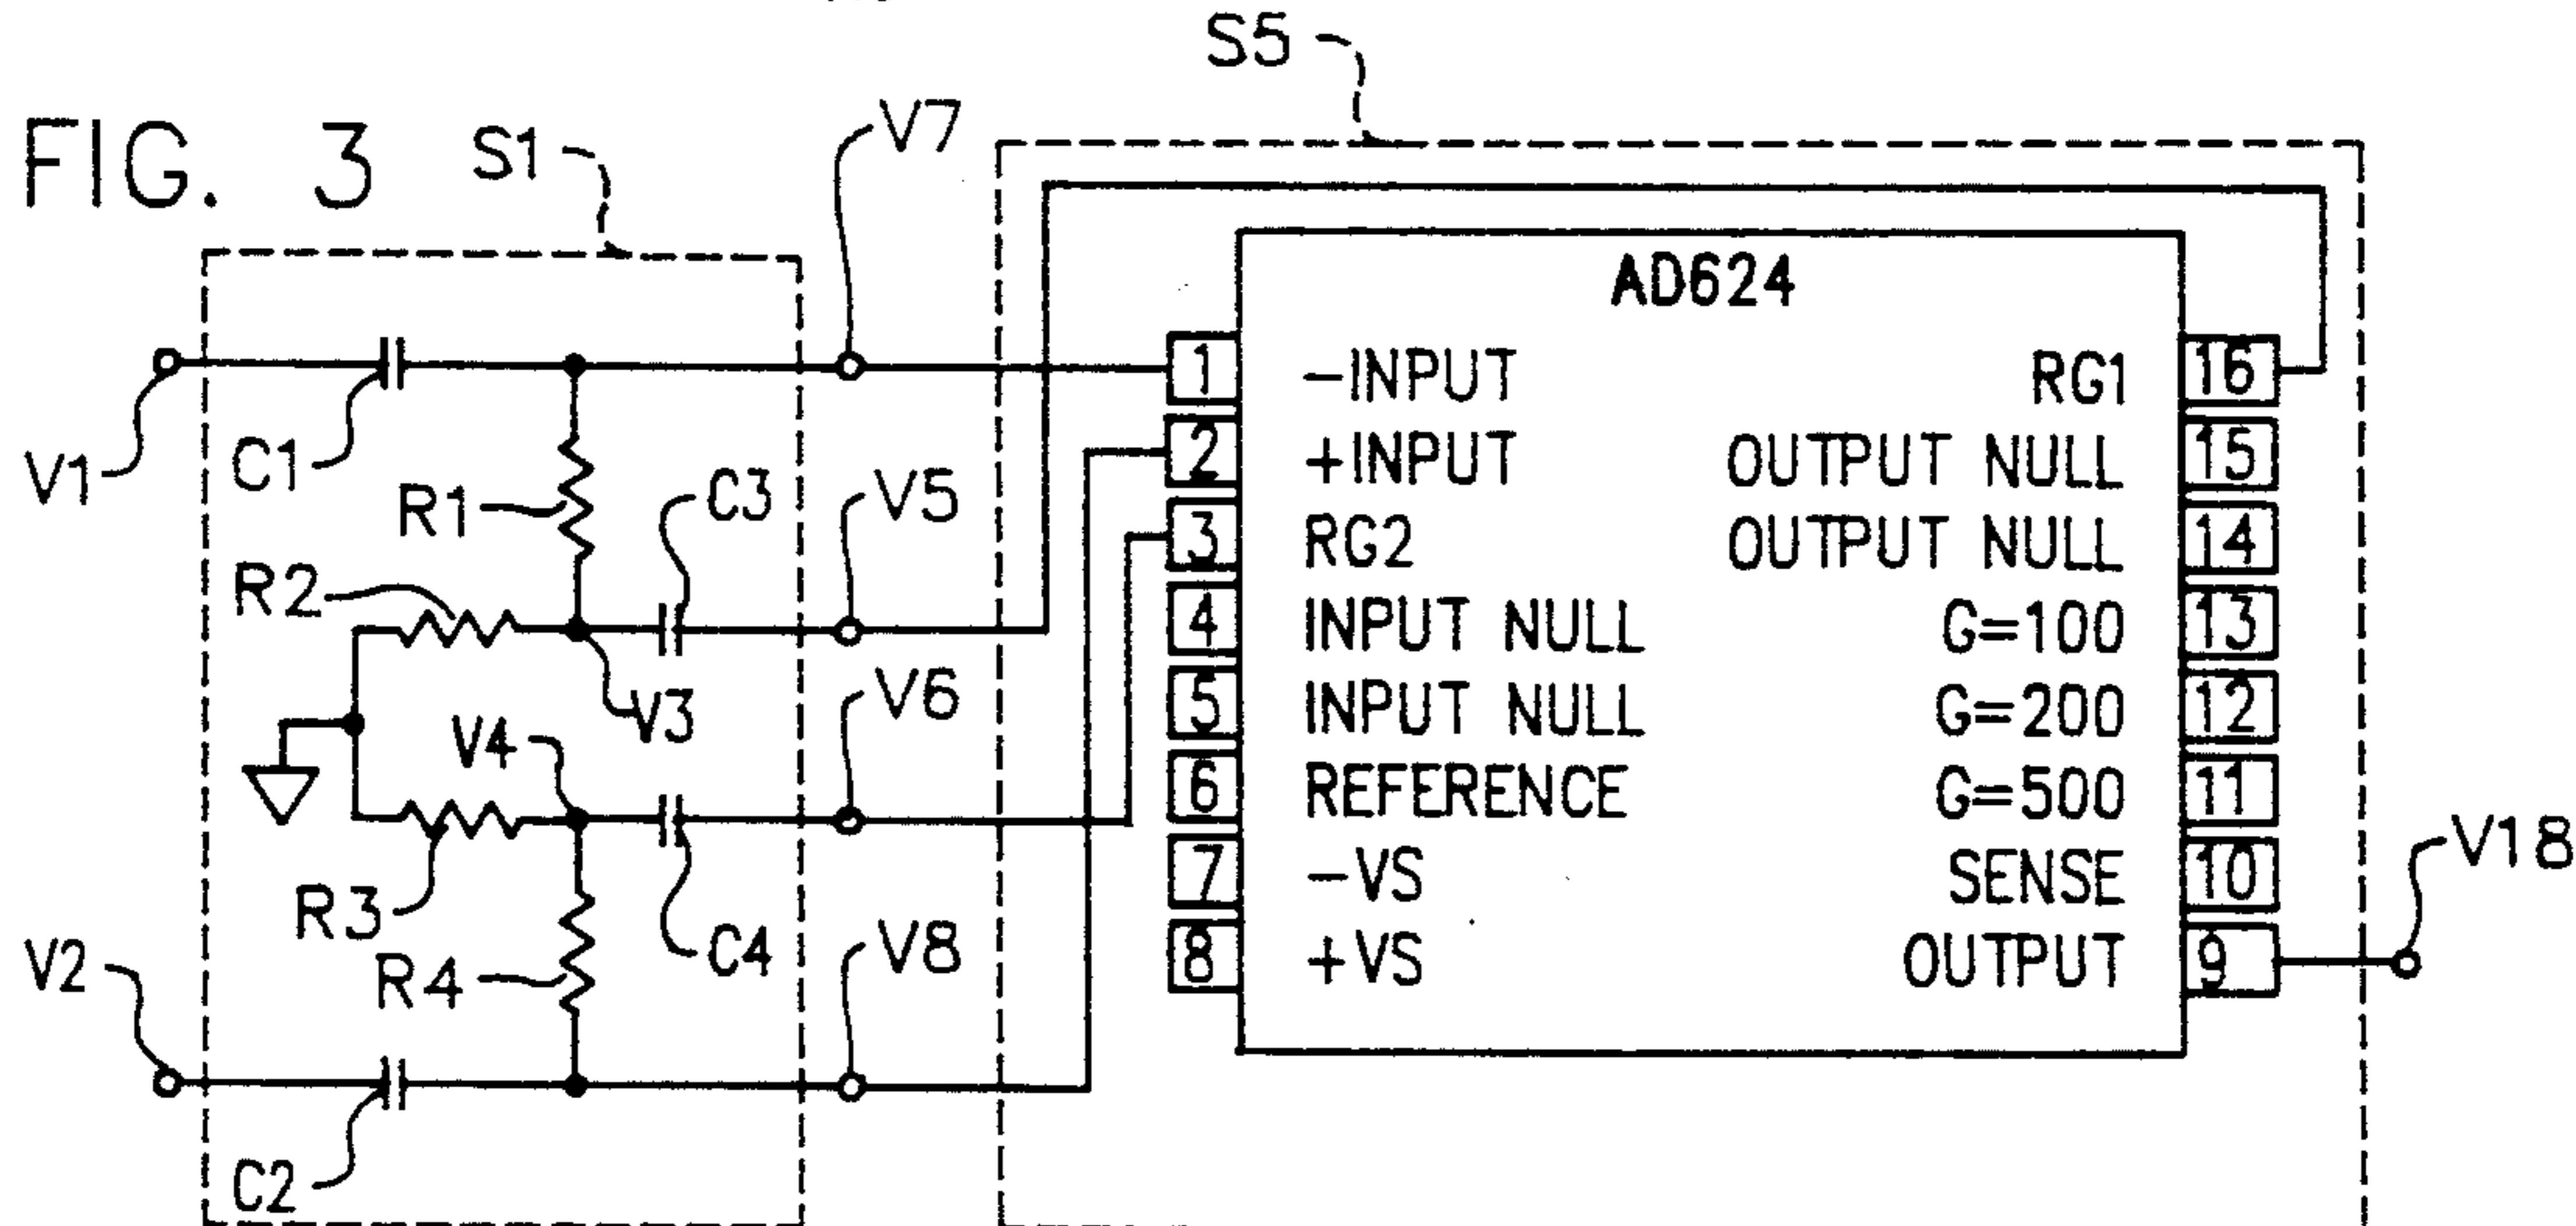 S5
FIG. 3
S1
V7
AD624
1 -INPUT RG1 16
2 +INPUT OUTPUT NULL 15
3 RG2 OUTPUT NULL 14
4 INPUT NULL G=100 13
5 INPUT NULL G=200 12
6 REFERENCE G=500 11
7 -VS SENSE 10
8 +VS OUTPUT 9
V1
C1
R1
C3
V5
R2
V3
V6
V4
R3
C4
V8
V2
R4
C2
V18